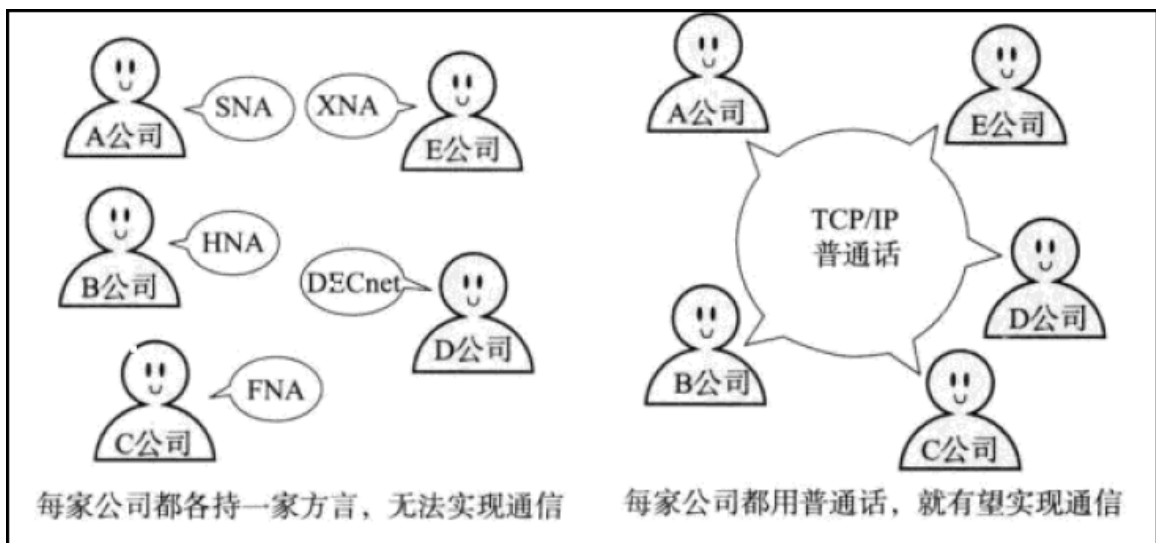 SNA
XNA
A公司
E公司
HNA
B公司
DECnet
D公司
FNA
C公司
每家公司都各持一家方言，无法实现通信
A公司
E公司
TCP/IP
普通话
D公司
B公司
C公司
每家公司都用普通话，就有望实现通信